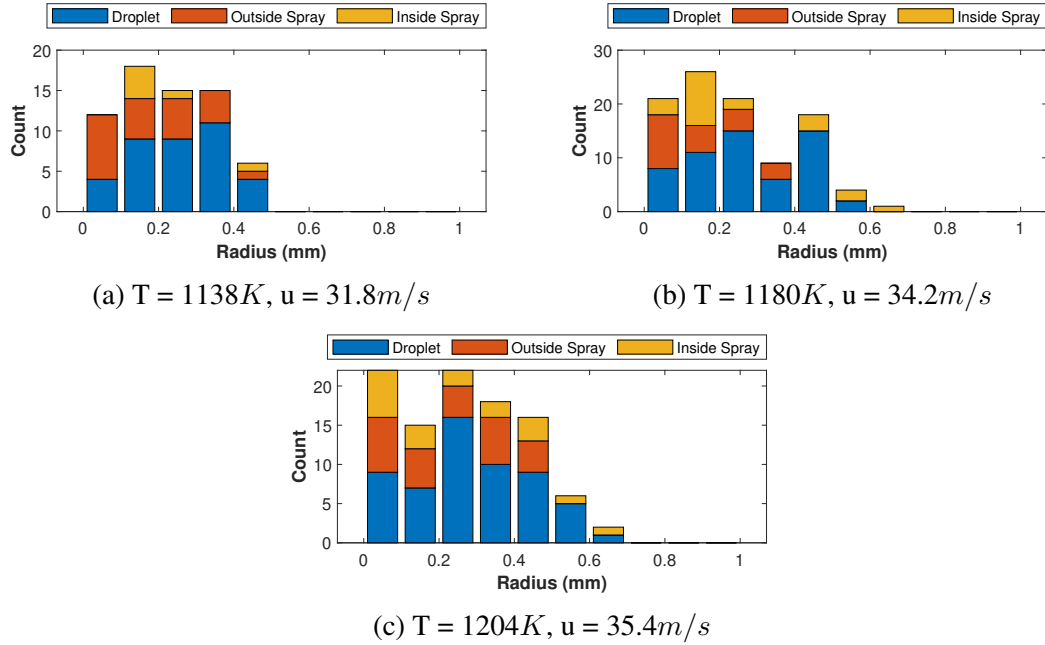 Droplet Outside Spray Inside Spray
20
15
10
5
0
Count
0 0.2 0.4 0.6 0.8 1
Radius (mm)
(a) T = 1138K, u = 31.8m/s
Droplet Outside Spray Inside Spray
30
20
10
0
Count
0 0.2 0.4 0.6 0.8 1
Radius (mm)
(b) T = 1180K, u = 34.2m/s
Droplet Outside Spray Inside Spray
20
15
10
5
0
Count
0 0.2 0.4 0.6 0.8 1
Radius (mm)
(c) T = 1204K, u = 35.4m/s